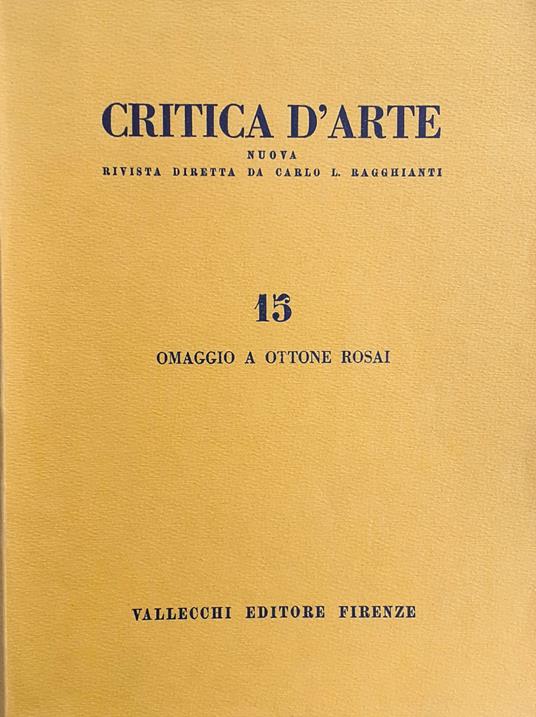 CRITICA D'ARTE
NUOVA
RIVISTA DIRETTA DA CARLO L. RAGGHIANTI
15
OMAGGIO A OTTONE ROSAI
VALLECCHI EDITORE FIRENZE